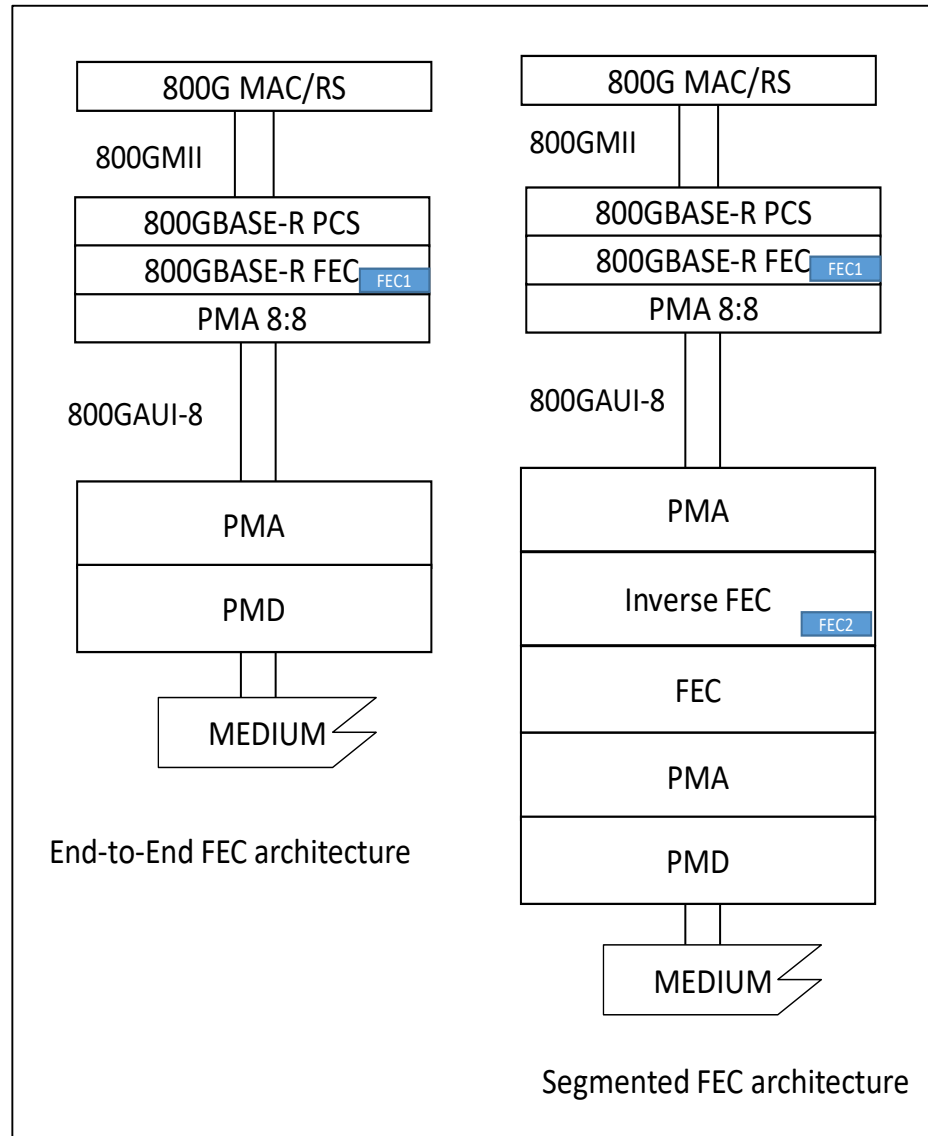 800G MAC/RS
800GMII
800GBASE-R PCS
800GBASE-R FEC
FEC1
PMA 8:8
800GAUI-8
PMA
PMD
MEDIUM
End-to-End FEC architecture
800G MAC/RS
800GMII
800GBASE-R PCS
800GBASE-R FEC
FEC1
PMA 8:8
800GAUI-8
PMA
Inverse FEC
FEC2
FEC
PMA
PMD
MEDIUM
Segmented FEC architecture